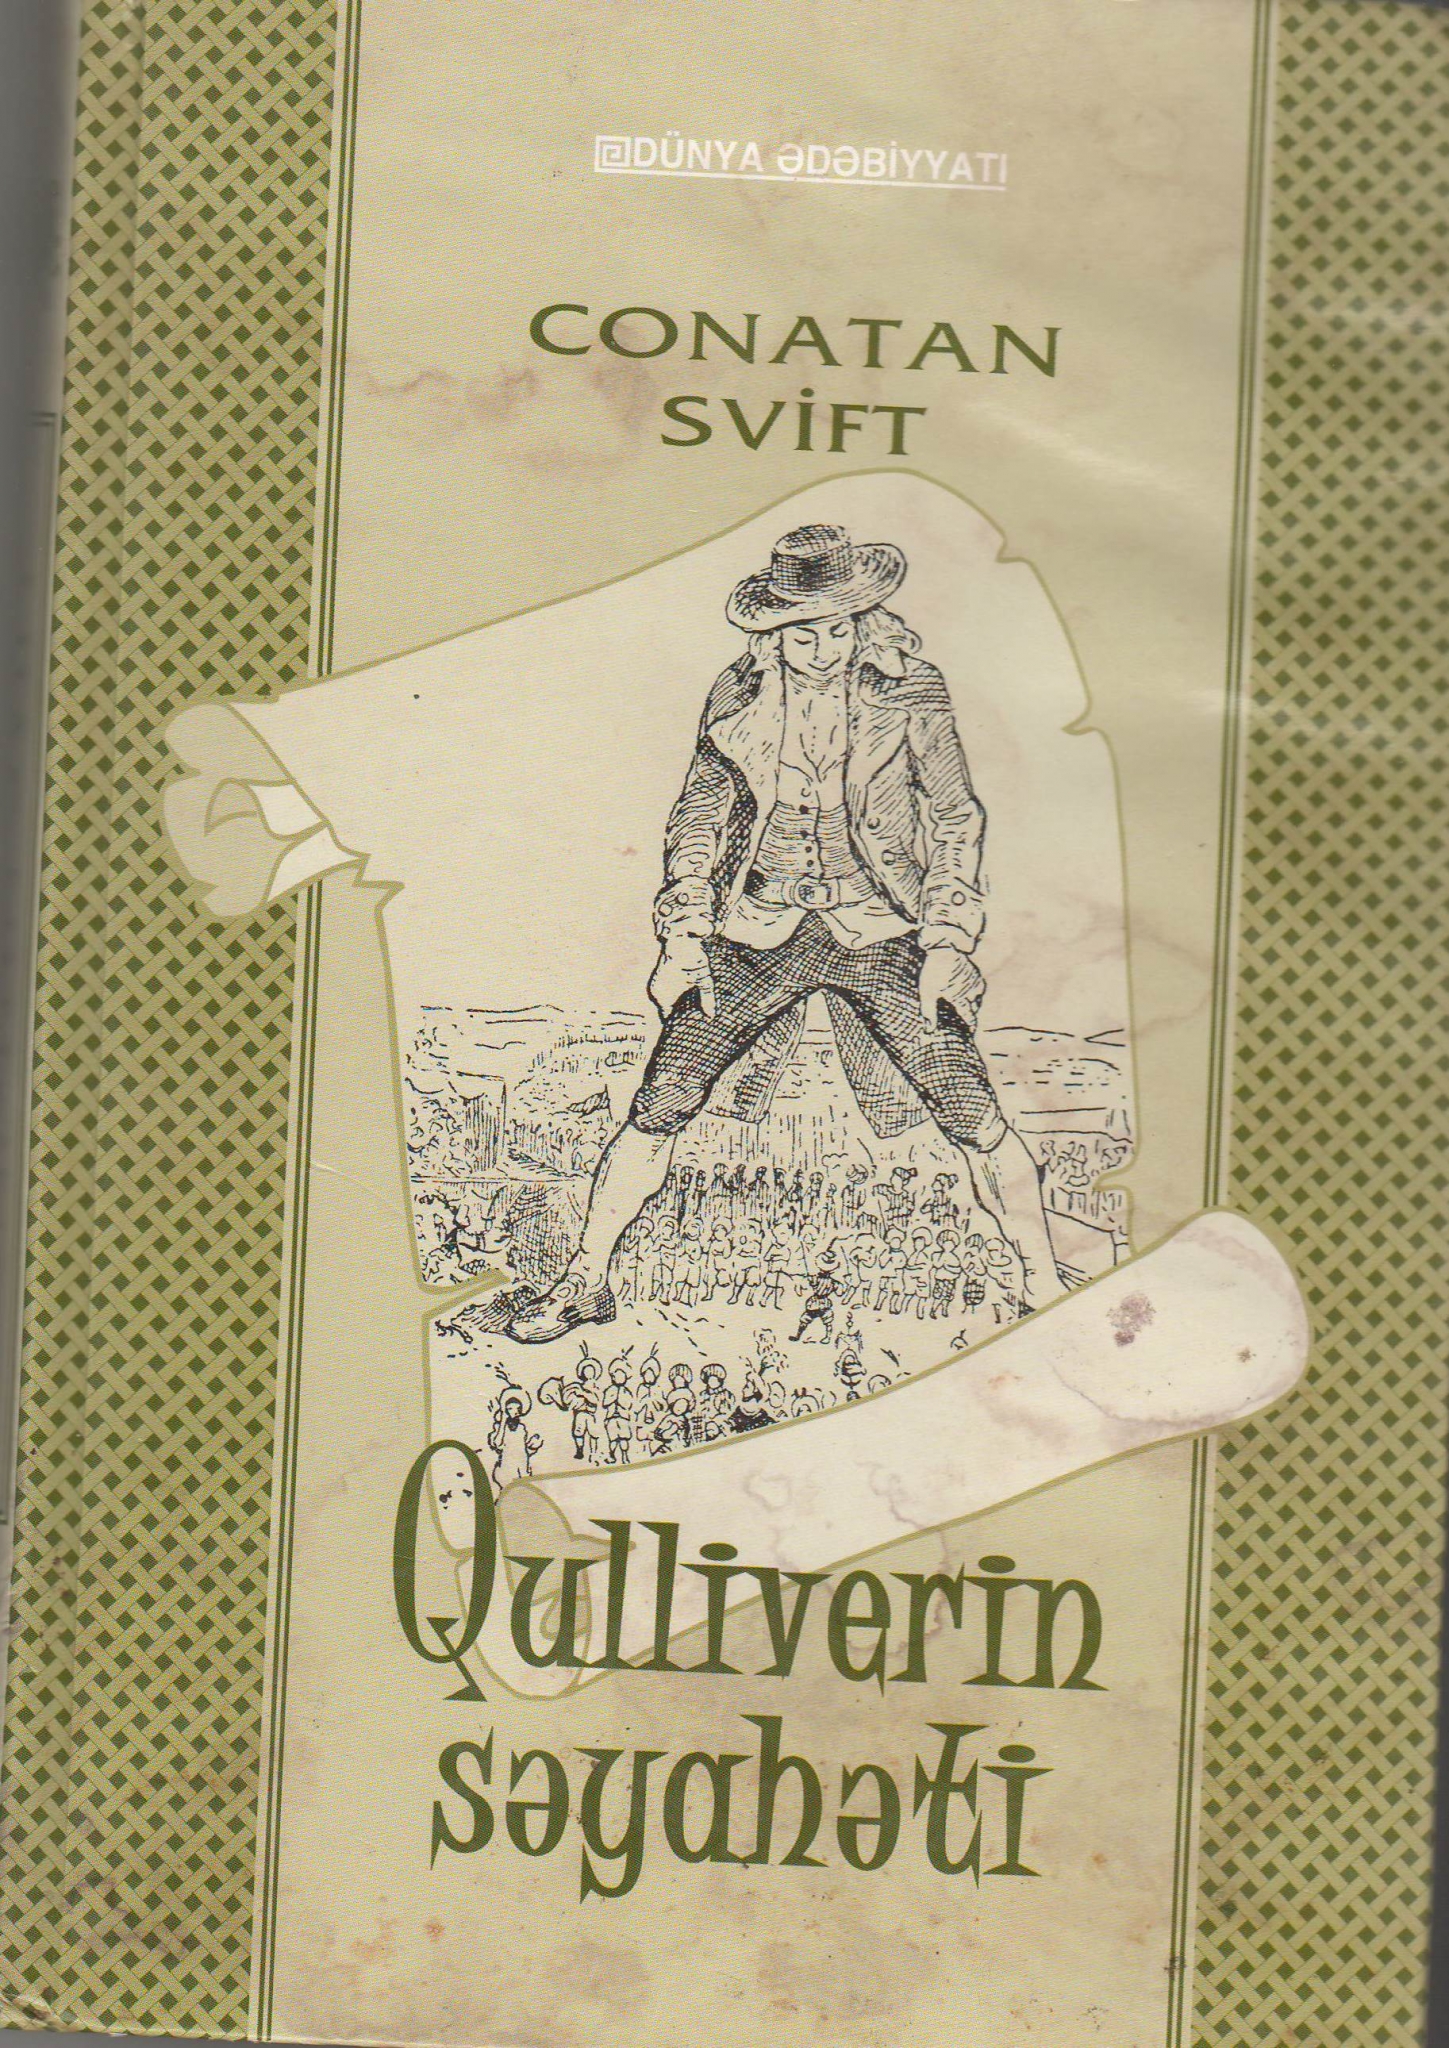 DÜNYA ƏDƏBİYYATI
CONATAN
SVİFT
Qulliverin
səyahəti